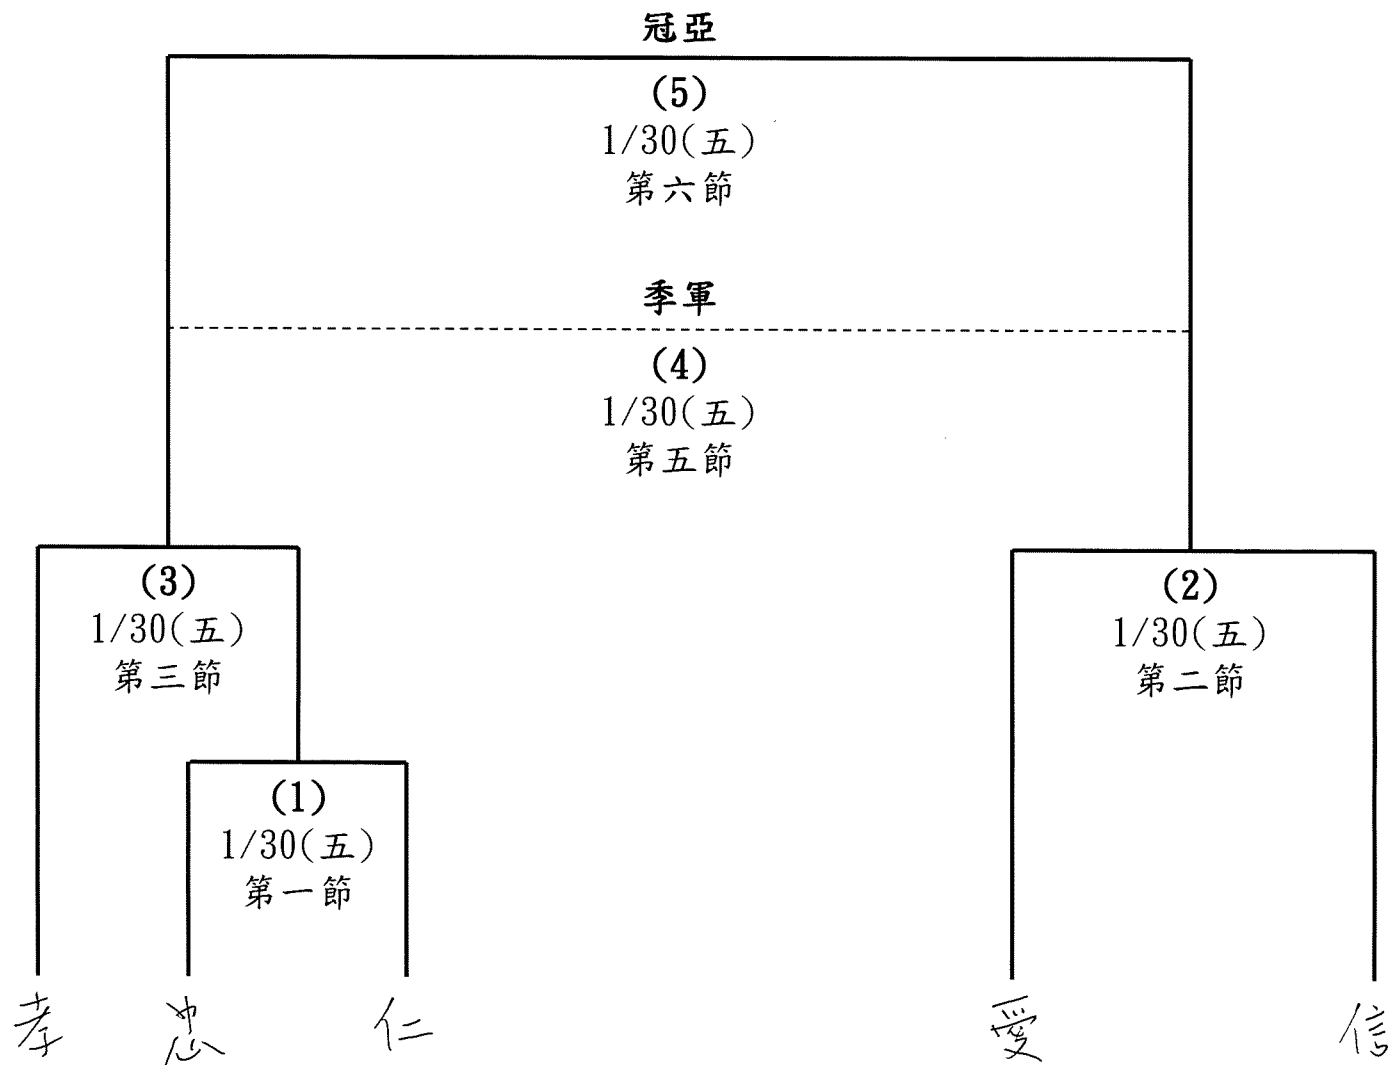 冠亞
(5)
1/30(五)
第六節
季軍
(4)
1/30(五)
第五節
(3)
1/30(五)
第三節
(2)
1/30(五)
第二節
(1)
1/30(五)
第一節
孝 忠 仁 愛 信